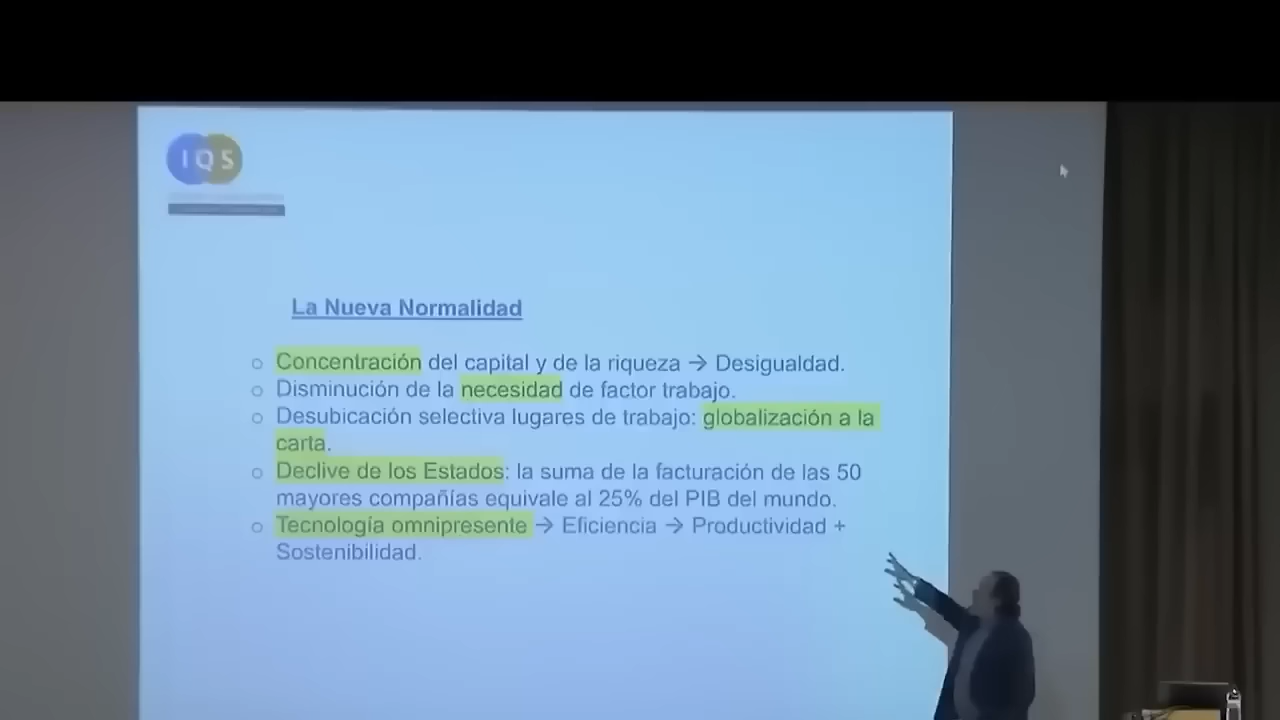 IQS
La Nueva Normalidad
o Concentración del capital y de la riqueza → Desigualdad.
o Disminución de la necesidad de factor trabajo.
o Desubicación selectiva lugares de trabajo: globalización a la
carta.
o Declive de los Estados: la suma de la facturación de las 50
mayores compañías equivale al 25% del PIB del mundo.
o Tecnología omnipresente → Eficiencia → Productividad +
Sostenibilidad.